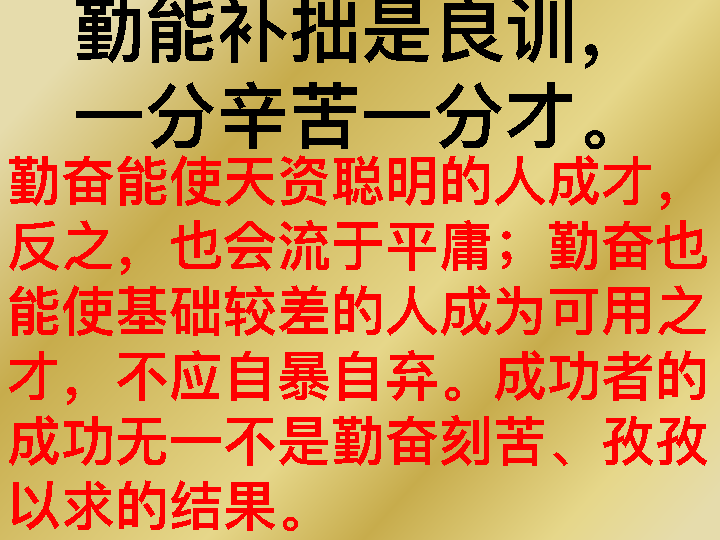 勤能补拙是良训，
一分辛苦一分才。
勤奋能使天资聪明的人成才，
反之，也会流于平庸；勤奋也
能使基础较差的人成为可用之
才，不应自暴自弃。成功者的
成功无一不是勤奋刻苦、孜孜
以求的结果。